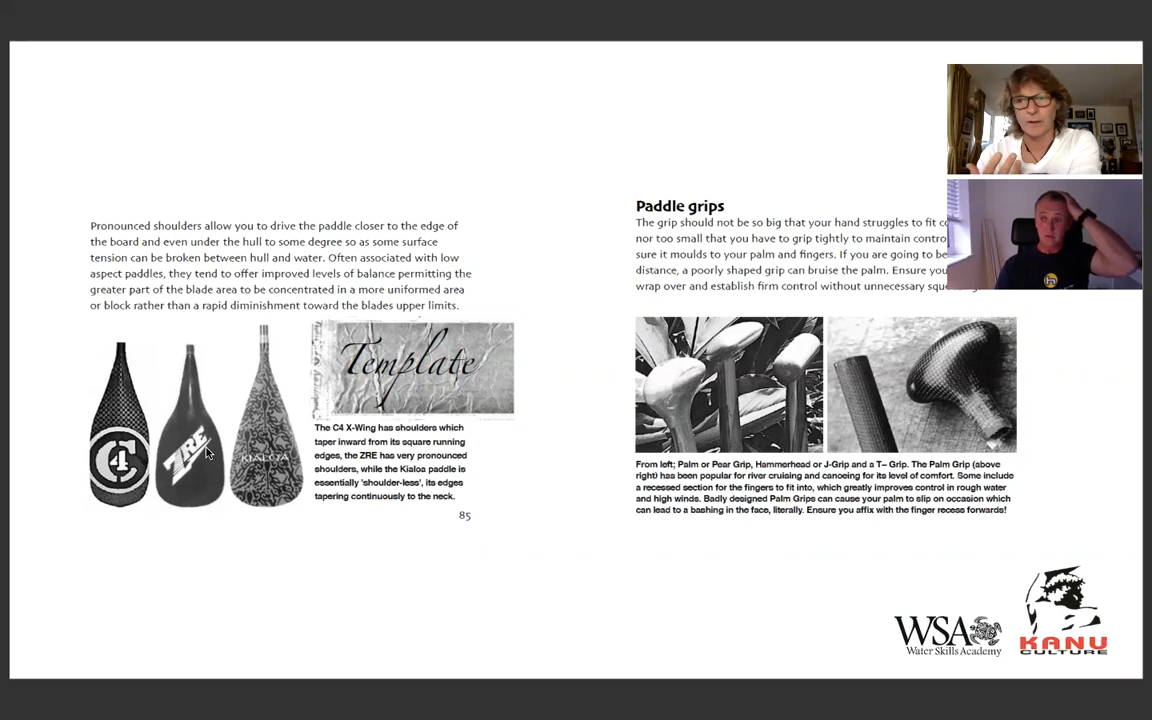 Pronounced shoulders allow you to drive the paddle closer to the edge of
the board and even under the hull to some degree so as some surface
tension can be broken between hull and water. Often associated with low
aspect paddles, they tend to offer improved levels of balance permitting the
greater part of the blade area to be concentrated in a more uniformed area
or block rather than a rapid diminishment toward the blades upper limits.
C4
ZRE
KIALOA
Template
The C4 X-Wing has shoulders which
taper inward from its square running
edges, the ZRE has very pronounced
shoulders, while the Kialoa paddle is
essentially 'shoulder-less', its edges
tapering continuously to the neck.
85
Paddle grips
The grip should not be so big that your hand struggles to fit
nor too small that you have to grip tightly to maintain
sure it moulds to your palm and fingers. If you are going to be
distance, a poorly shaped grip can bruise the palm. Ensure
wrap over and establish firm control without unnecessary
From left; Palm or Pear Grip, Hammerhead or J-Grip and a T– Grip. The Palm Grip (above
right) has been popular for river cruising and canoeing for its level of comfort. Some include
a recessed section for the fingers to fit into, which greatly improves control in rough water
and high winds. Badly designed Palm Grips can cause your palm to slip on occasion which
can lead to a bashing in the face, literally. Ensure you affix with the finger recess forwards!
WSA
Water Skills Academy
KANU
CULTURE